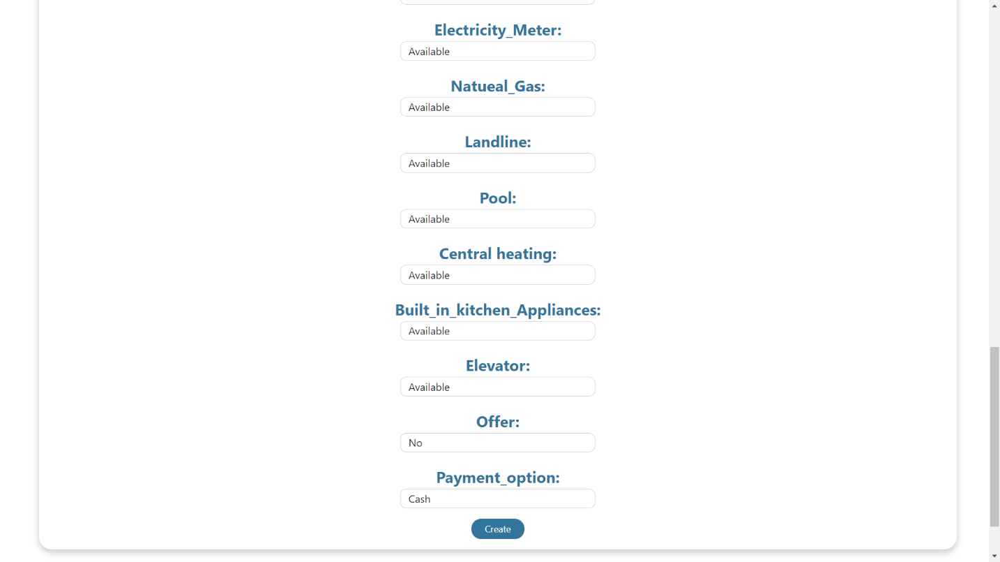 Electricity_Meter:
Available
Natueal_Gas:
Available
Landline:
Available
Pool:
Available
Central heating:
Available
Built_in_kitchen_Appliances:
Available
Elevator:
Available
Offer:
No
Payment_option:
Cash
Create